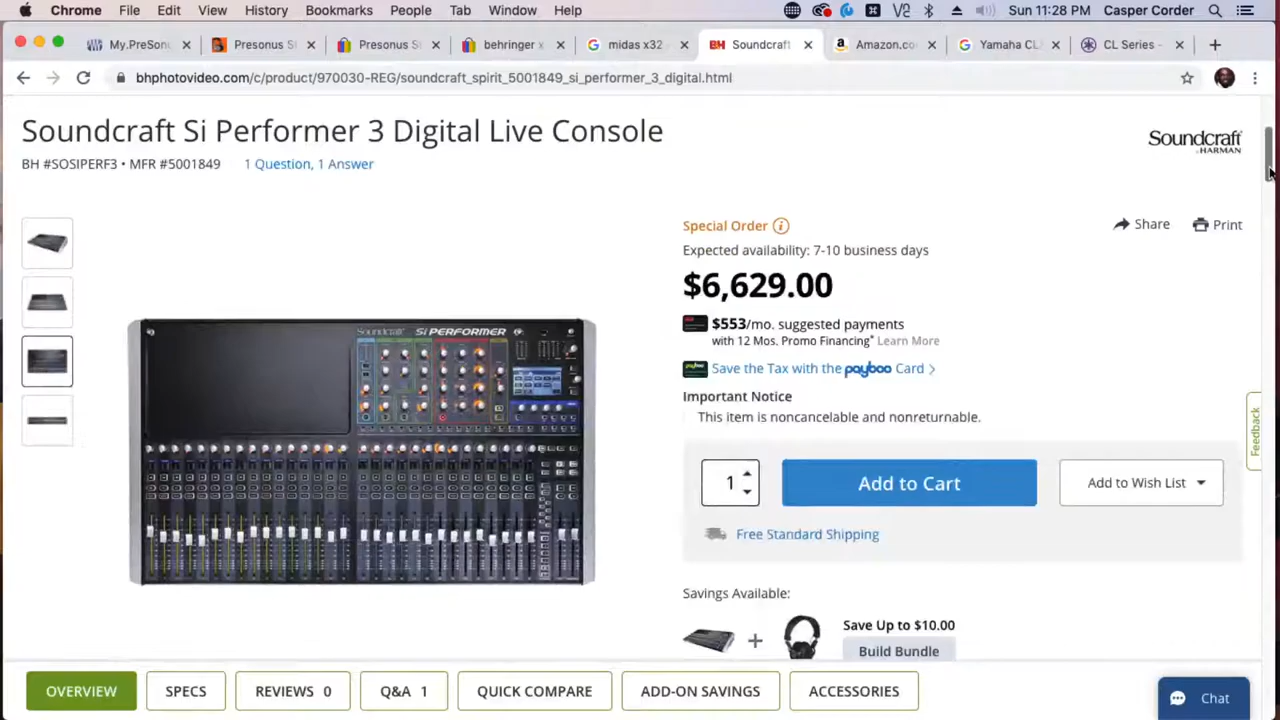 Chrome File Edit View History Bookmarks People Tab Window Help Sun 11:28 PM Casper Corder
My.PreSon Presonus S Presonus S behringer x midas x32 Soundcraft Amazon.co Yamaha CL CL Series -
bhphotovideo.com/c/product/970030-REG/soundcraft_spirit_5001849_si_performer_3_digital.html
Soundcraft Si Performer 3 Digital Live Console
BH #SOSIPERF3 • MFR #5001849 1 Question, 1 Answer
Soundcraft
BY HARMAN
Special Order
Share Print
Expected availability: 7-10 business days
$6,629.00
$553/mo. suggested payments
with 12 Mos. Promo Financing* Learn More
Save the Tax with the payboo Card >
Important Notice
This item is noncancelable and nonreturnable.
Soundcraft Si PERFORMER
1 Add to Cart Add to Wish List
Feedback
Free Standard Shipping
Savings Available:
+ Save Up to $10.00
Build Bundle
OVERVIEW SPECS REVIEWS 0 Q&A 1 QUICK COMPARE ADD-ON SAVINGS ACCESSORIES Chat